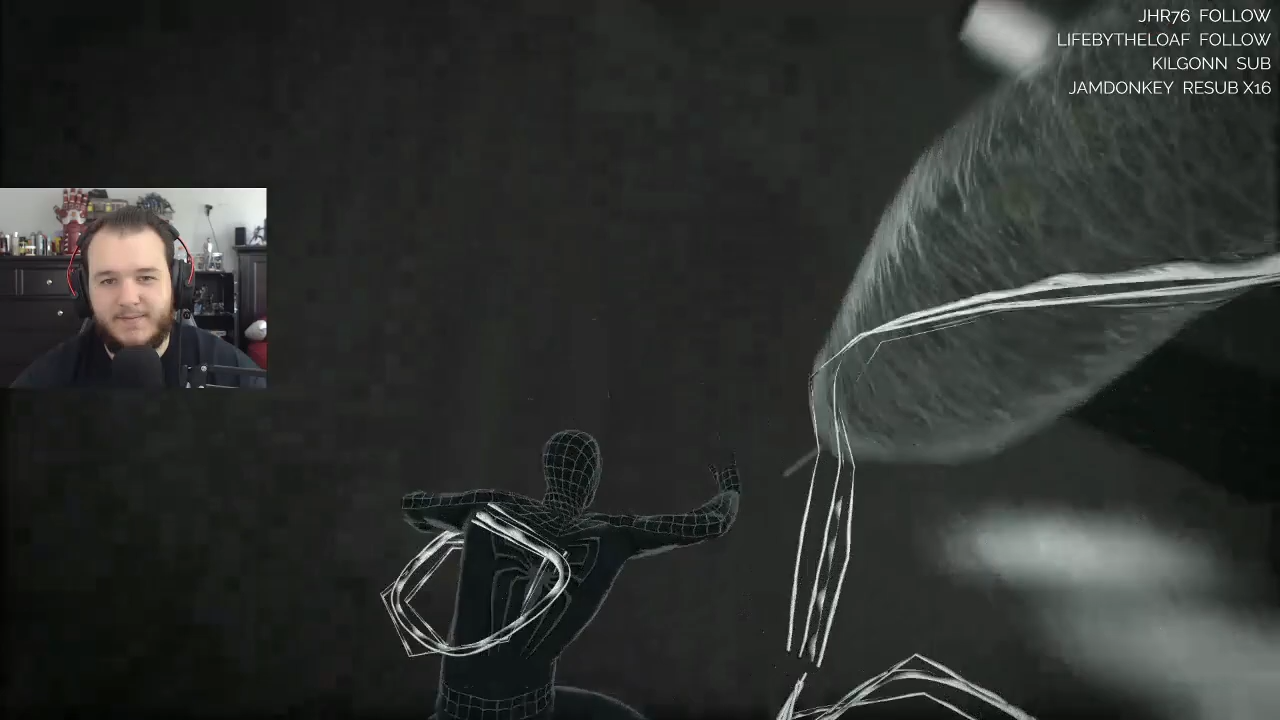 JHR76 FOLLOW
LIFEBYTHELOAF FOLLOW
KILGONN SUB
JAMDONKEY RESUB X16